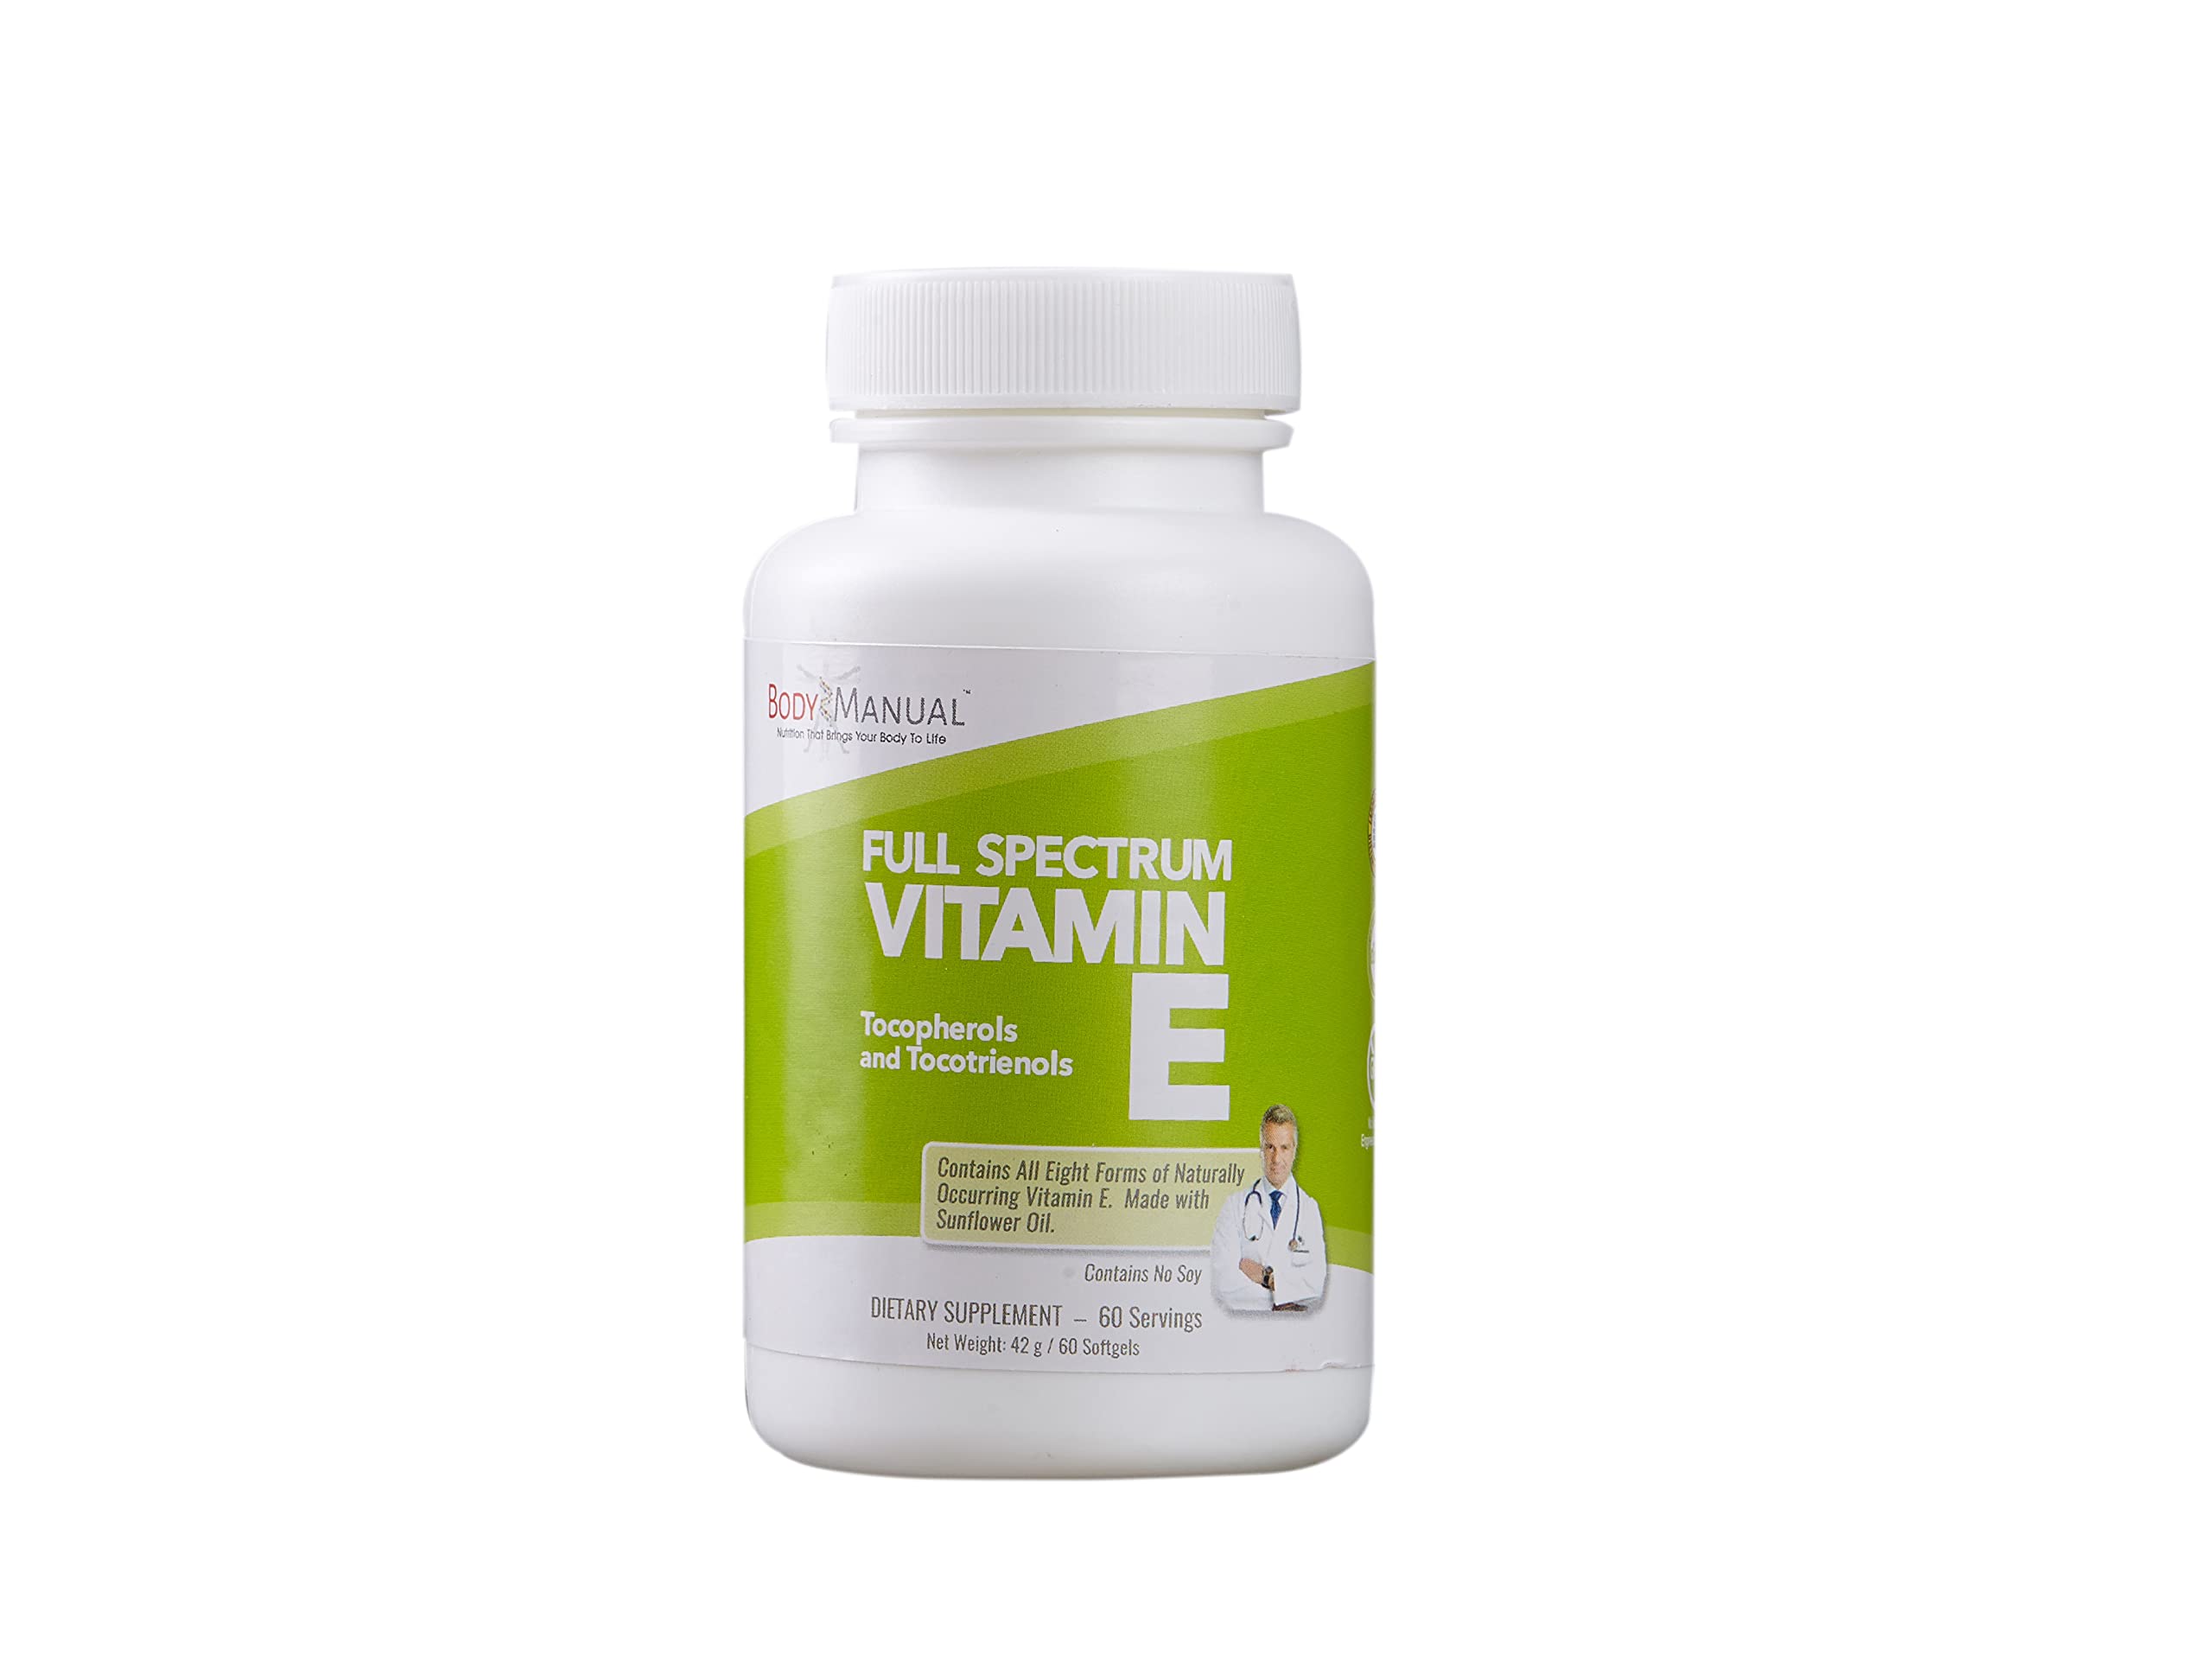 BODY MANUAL™
Nutrition That Brings Your Body To Life
FULL SPECTRUM
VITAMIN
E
Tocopherols
and Tocotrienols
Contains All Eight Forms of Naturally
Occurring Vitamin E. Made with
Sunflower Oil.
Contains No Soy
DIETARY SUPPLEMENT – 60 Servings
Net Weight: 42 g / 60 Softgels